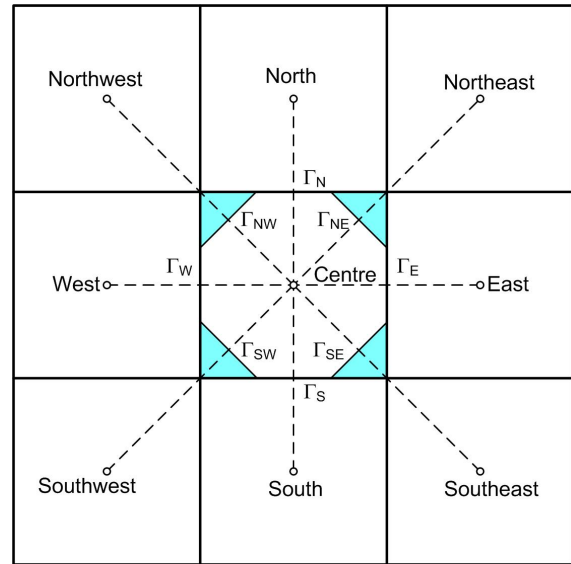 Northwest
North
Northeast
Γ_N
Γ_NW
Γ_NE
Γ_W
Centre
Γ_E
West
East
Γ_SW
Γ_SE
Γ_S
Southwest
South
Southeast